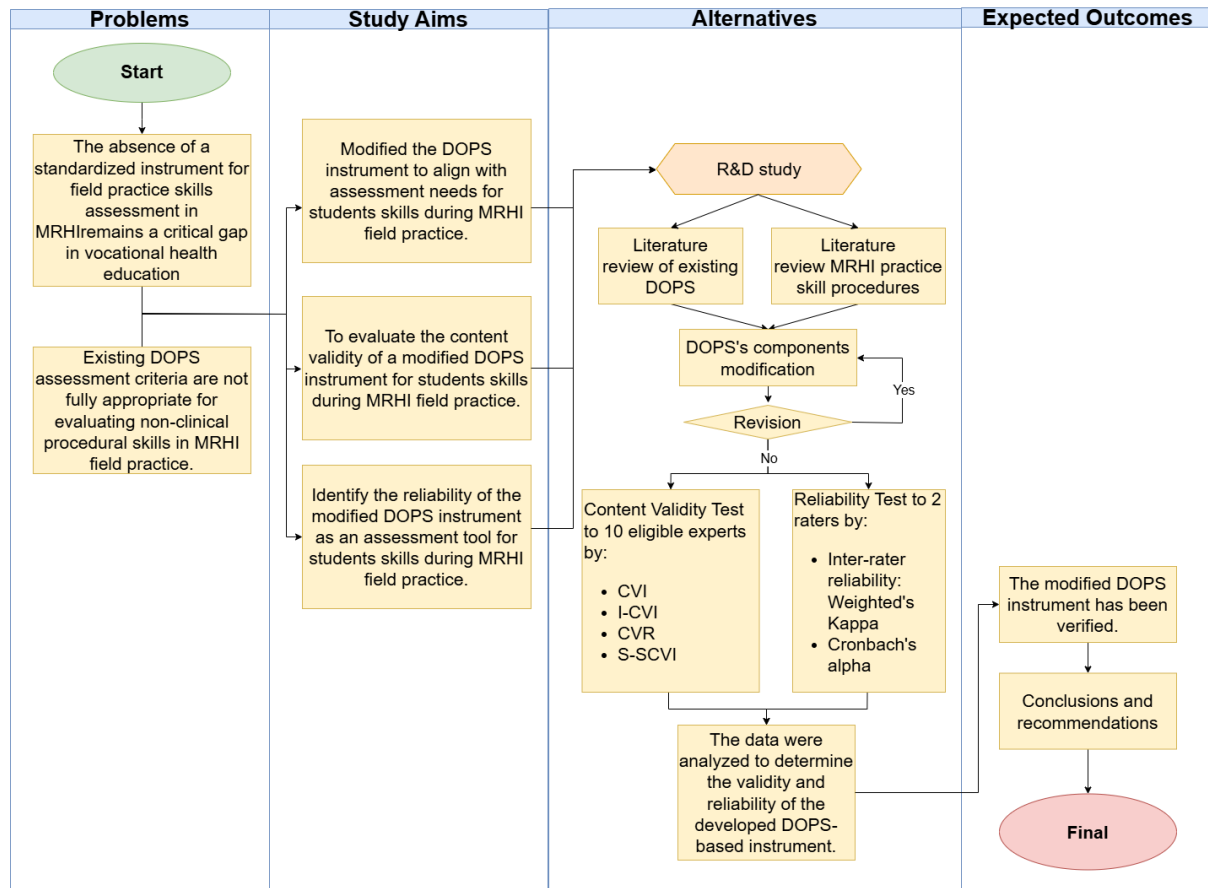 Problems
Study Aims
Alternatives
Expected Outcomes
Start
The absence of a
standardized instrument for
field practice skills
assessment in
MRHIremains a critical gap
in vocational health
education
Existing DOPS
assessment criteria are not
fully appropriate for
evaluating non-clinical
procedural skills in MRHI
field practice.
Modified the DOPS
instrument to align with
assessment needs for
students skills during MRHI
field practice.
To evaluate the content
validity of a modified DOPS
instrument for students skills
during MRHI field practice.
Identify the reliability of the
modified DOPS instrument
as an assessment tool for
students skills during MRHI
field practice.
R&D study
Literature
review of existing
DOPS
Literature
review MRHI practice
skill procedures
DOPS's components
modification
Yes
Revision
No
Content Validity Test
to 10 eligible experts
by:
• CVI
• I-CVI
• CVR
• S-SCVI
Reliability Test to 2
raters by:
• Inter-rater
reliability:
Weighted's
Kappa
• Cronbach's
alpha
The data were
analyzed to determine
the validity and
reliability of the
developed DOPS-
based instrument.
The modified DOPS
instrument has been
verified.
Conclusions and
recommendations
Final